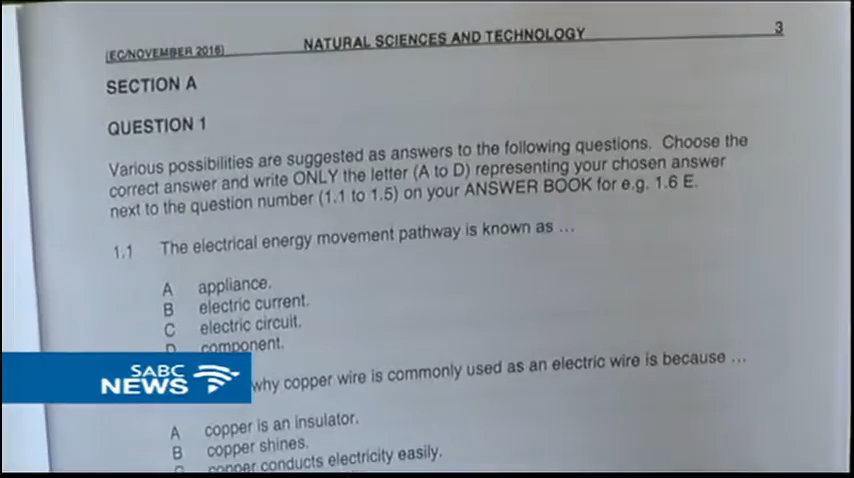 (EC/NOVEMBER 2016) NATURAL SCIENCES AND TECHNOLOGY 3
SECTION A
QUESTION 1
Various possibilities are suggested as answers to the following questions. Choose the
correct answer and write ONLY the letter (A to D) representing your chosen answer
next to the question number (1.1 to 1.5) on your ANSWER BOOK for e.g. 1.6 E.
1.1 The electrical energy movement pathway is known as ...
A appliance.
B electric current.
C electric circuit.
D component.
why copper wire is commonly used as an electric wire is because ...
A copper is an insulator.
B copper shines.
C copper conducts electricity easily.
SABC
NEWS